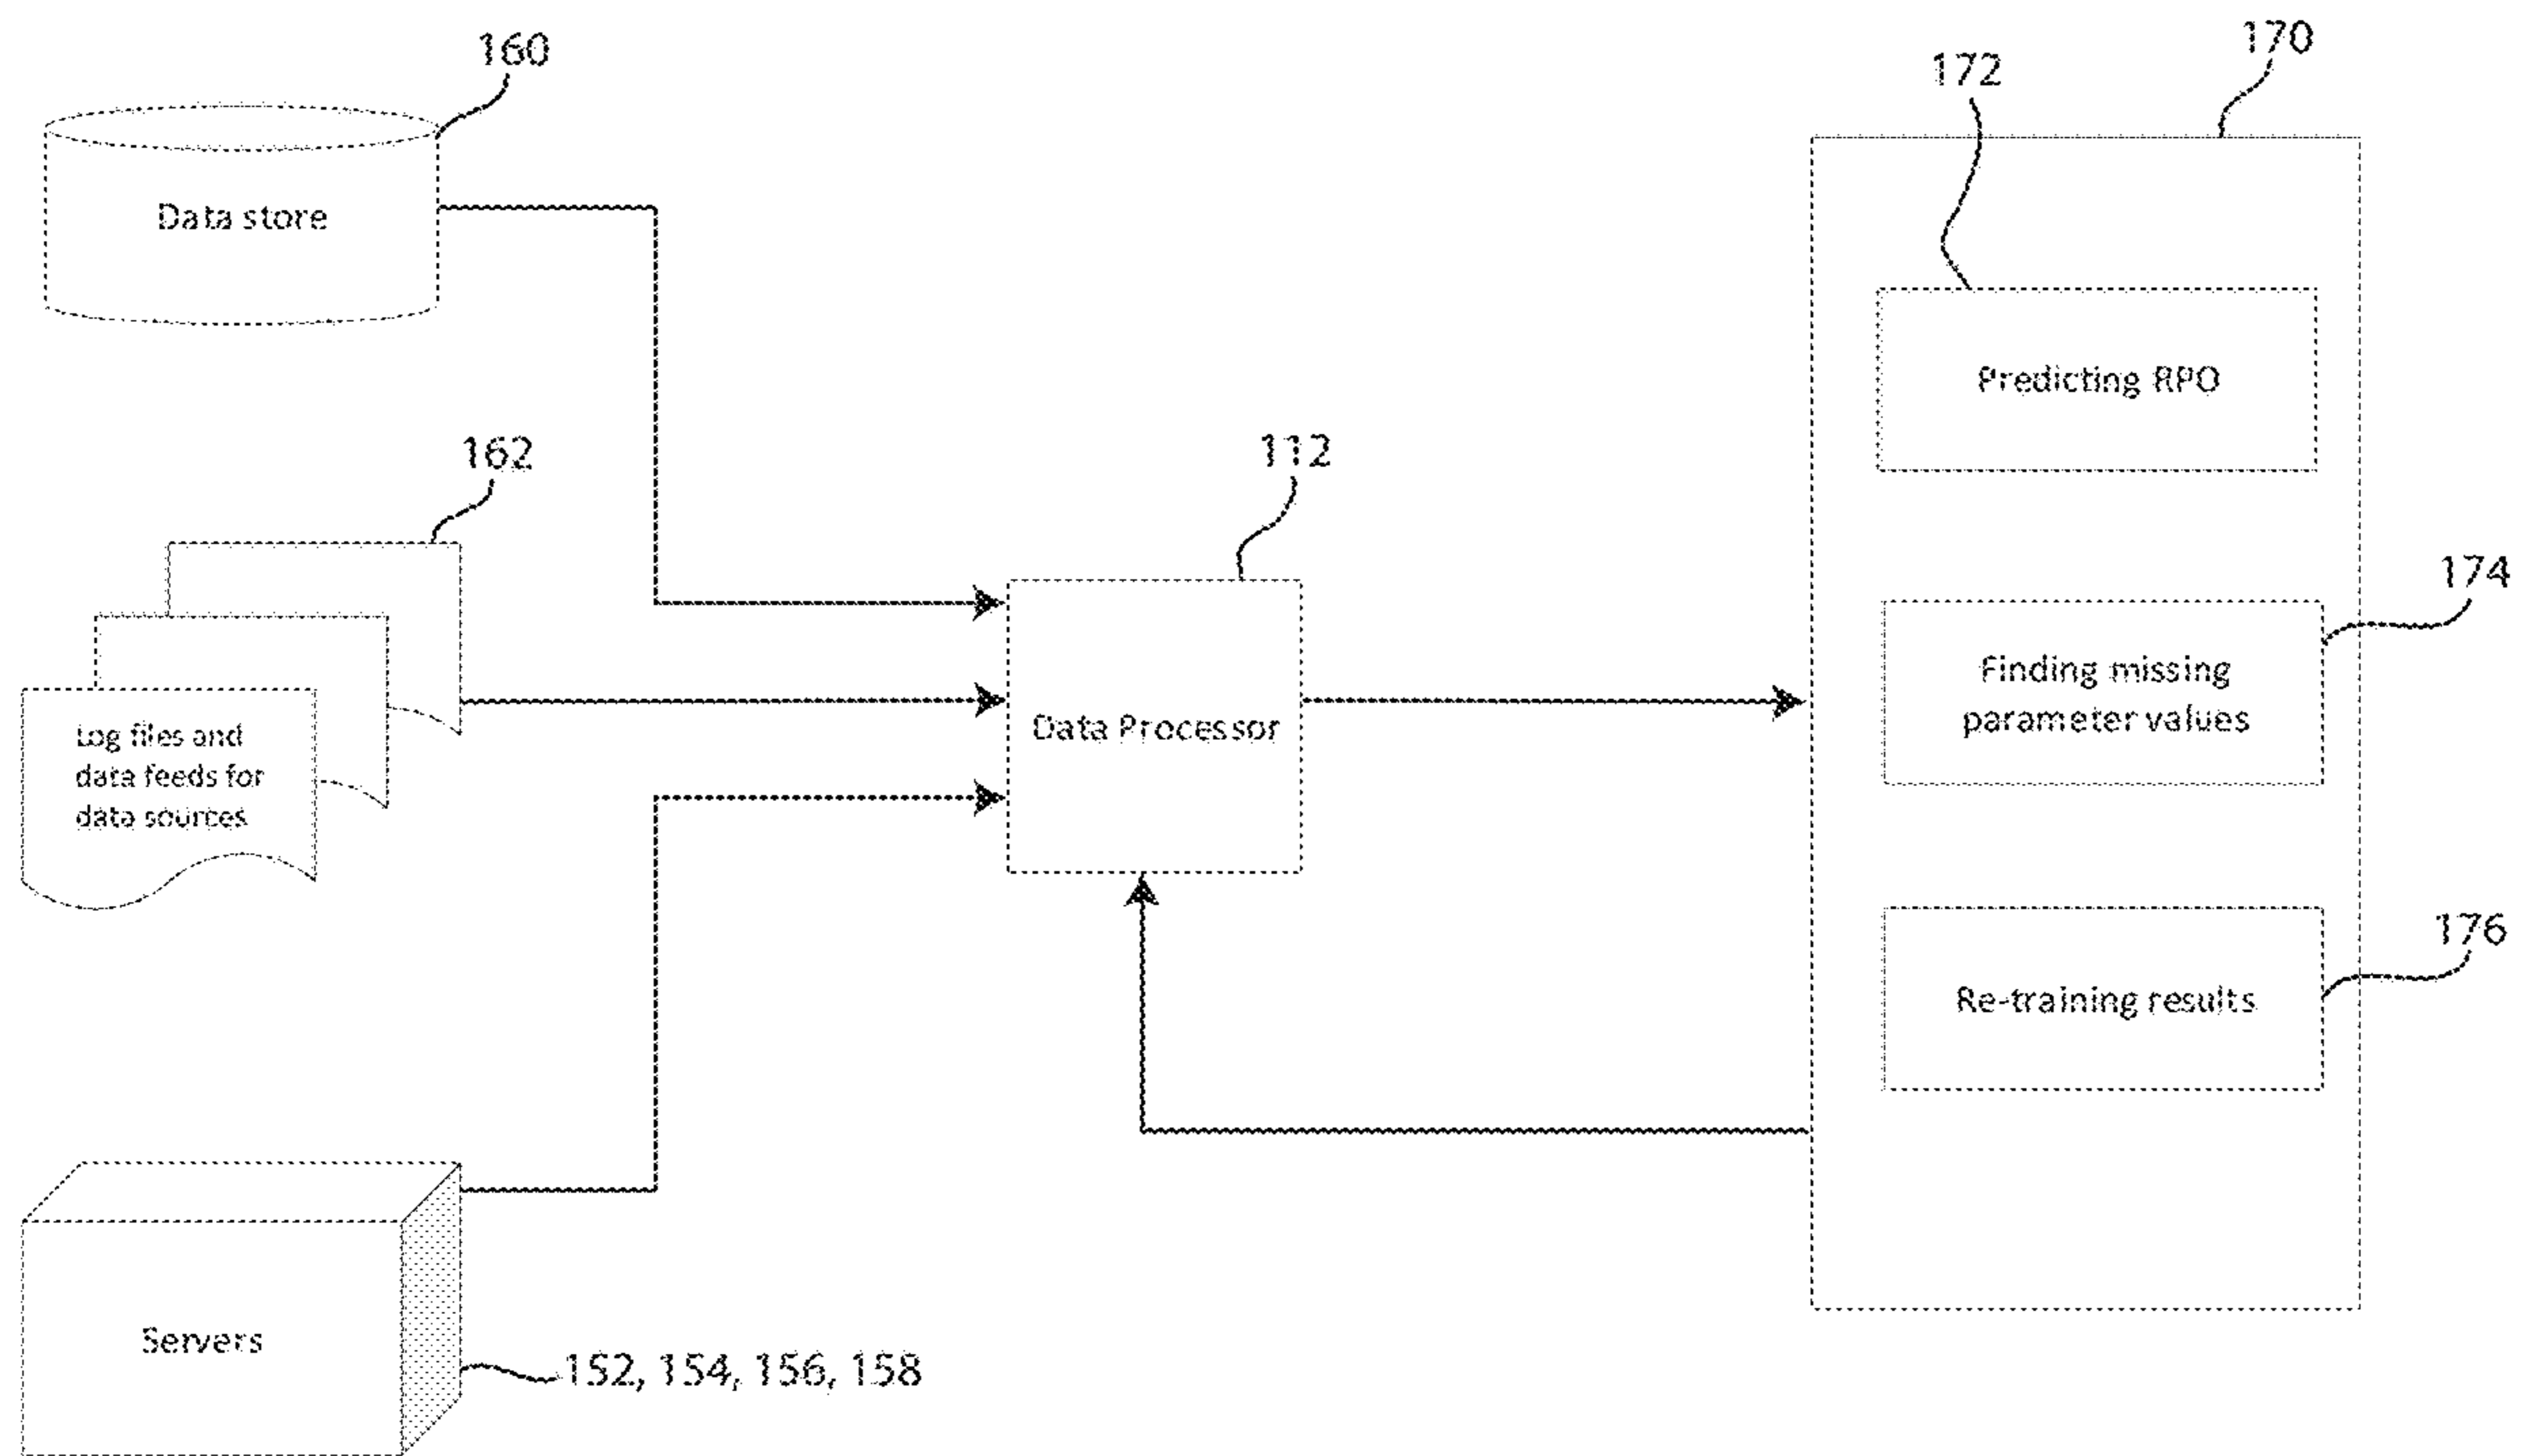 160
170
172
Data store
Predicting RPO
162
112
174
Finding missing
parameter values
Data Processor
Log files and
data feeds for
data sources
176
Re-training results
Servers
152, 154, 156, 158